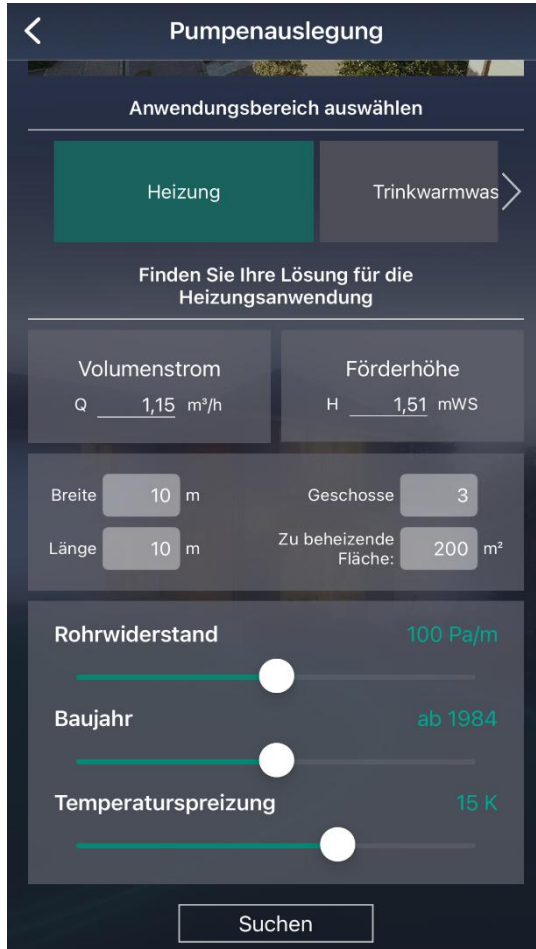 Pumpenauslegung
Anwendungsbereich auswählen
Heizung
Trinkwarmwas
Finden Sie Ihre Lösung für die
Heizungsanwendung
Volumenstrom
Q 1,15 m³/h
Förderhöhe
H 1,51 mWS
Breite 10 m
Länge 10 m
Geschosse 3
Zu beheizende
Fläche: 200 m²
Rohrwiderstand 100 Pa/m
Baujahr ab 1984
Temperaturspreizung 15 K
Suchen